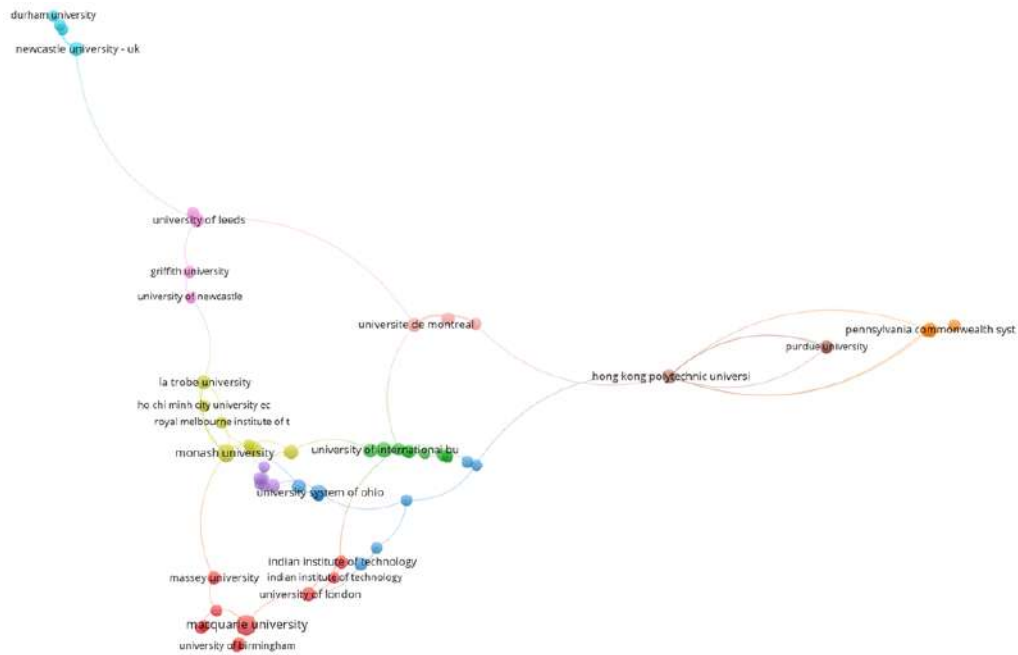 durham university
newcastle university - uk
university of leeds
griffith university
university of newcastle
universite de montreal
pennsylvania commonwealth syst
purdue university
hong kong polytechnic universi
la trobe university
ho chi minh city university ec
royal melbourne institute of t
monash university
university of international bu
university system of ohio
indian institute of technology
indian institute of technology
massey university
university of london
macquarie university
university of birmingham